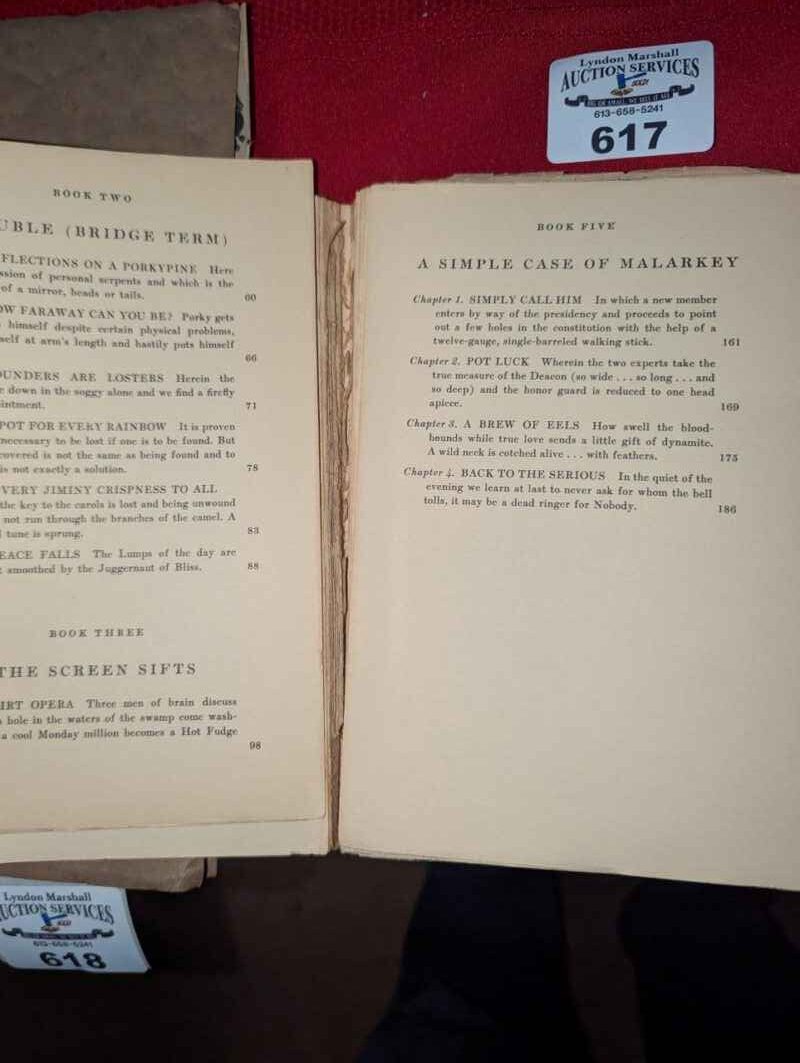 Lyndon Marshall
AUCTION SERVICES
SOLD!
613-658-5241
617
BOOK TWO
(BRIDGE TERM)
ON A PORKYPINE Here
of personal serpents and which is the
of a mirror, heads or tails. 60
FARAWAY CAN YOU BE? Porky gets
himself despite certain physical problems,
at arm's length and hastily puts himself
66
ARE LOSTERS Herein the
down in the soggy alone and we find a firefly
71
FOR EVERY RAINBOW It is proven
necessary to be lost if one is to be found. But
is not the same as being found and to
is not exactly a solution. 78
JIMINY CRISPNESS TO ALL
the key to the carols is lost and being unwound
not run through the branches of the camel. A
tune is sprung. 83
FALLS The Lumps of the day are
smoothed by the Juggernaut of Bliss. 88
BOOK THREE
THE SCREEN SIFTS
OPERA Three men of brain discuss
hole in the waters of the swamp come wash-
a cool Monday million becomes a Hot Fudge
98
BOOK FIVE
A SIMPLE CASE OF MALARKEY
Chapter 1. SIMPLY CALL HIM In which a new member
enters by way of the presidency and proceeds to point
out a few holes in the constitution with the help of a
twelve-gauge, single-barreled walking stick. 161
Chapter 2. POT LUCK Wherein the two experts take the
true measure of the Deacon (so wide . . . so long . . . and
so deep) and the honor guard is reduced to one head
apiece. 169
Chapter 3. A BREW OF EELS How swell the blood-
hounds while true love sends a little gift of dynamite.
A wild neck is cotched alive . . . with feathers. 175
Chapter 4. BACK TO THE SERIOUS In the quiet of the
evening we learn at last to never ask for whom the bell
tolls, it may be a dead ringer for Nobody. 186
Lyndon Marshall
AUCTION SERVICES
613-658-5241
618